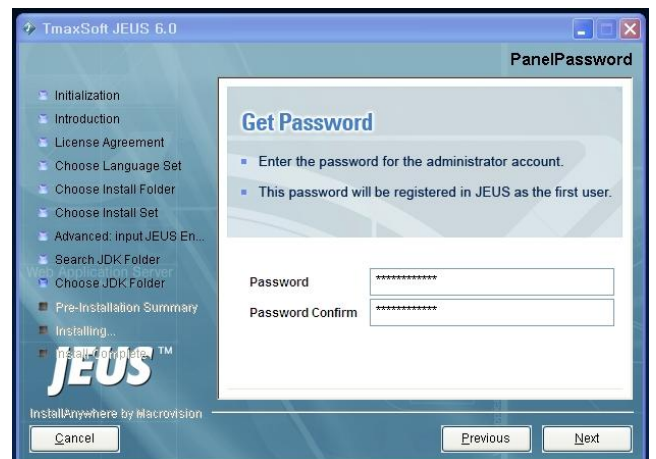 TmaxSoft JEUS 6.0
PanelPassword
Initialization
Introduction
License Agreement
Choose Language Set
Choose Install Folder
Choose Install Set
Advanced: input JEUS En...
Search JDK Folder
Web Application Server
Choose JDK Folder
Pre-Installation Summary
Installing...
Install Complete
JEUS™
Get Password
Enter the password for the administrator account.
This password will be registered in JEUS as the first user.
Password ************
Password Confirm ************
InstallAnywhere by Macrovision
Cancel
Previous
Next